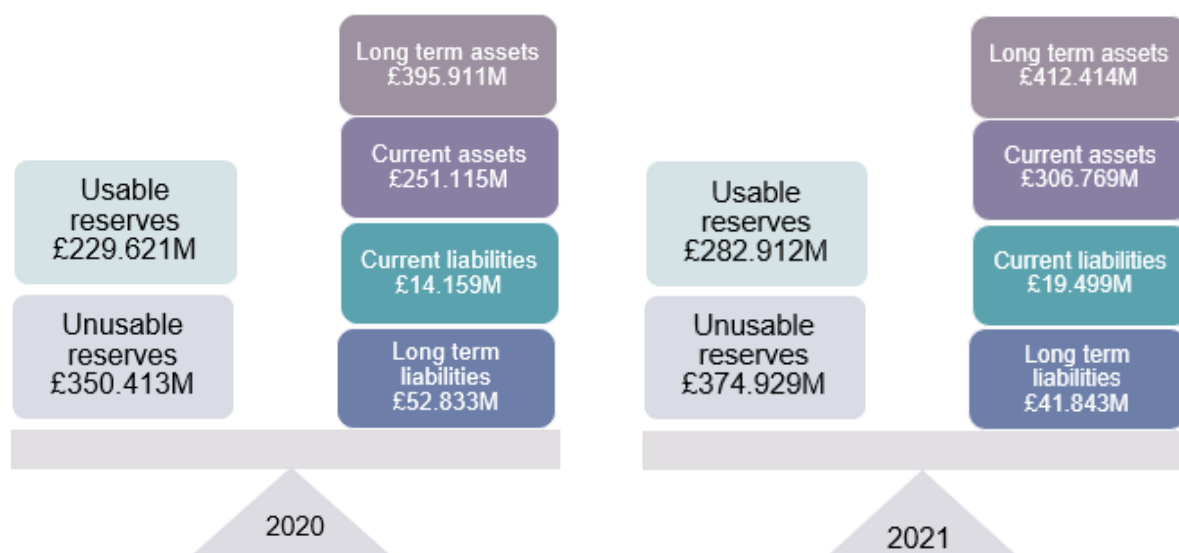 Usable
reserves
£229.621M
Unusable
reserves
£350.413M
Long term assets
£395.911M
Current assets
£251.115M
Current liabilities
£14.159M
Long term
liabilities
£52.833M
2020
Usable
reserves
£282.912M
Unusable
reserves
£374.929M
Long term assets
£412.414M
Current assets
£306.769M
Current liabilities
£19.499M
Long term
liabilities
£41.843M
2021